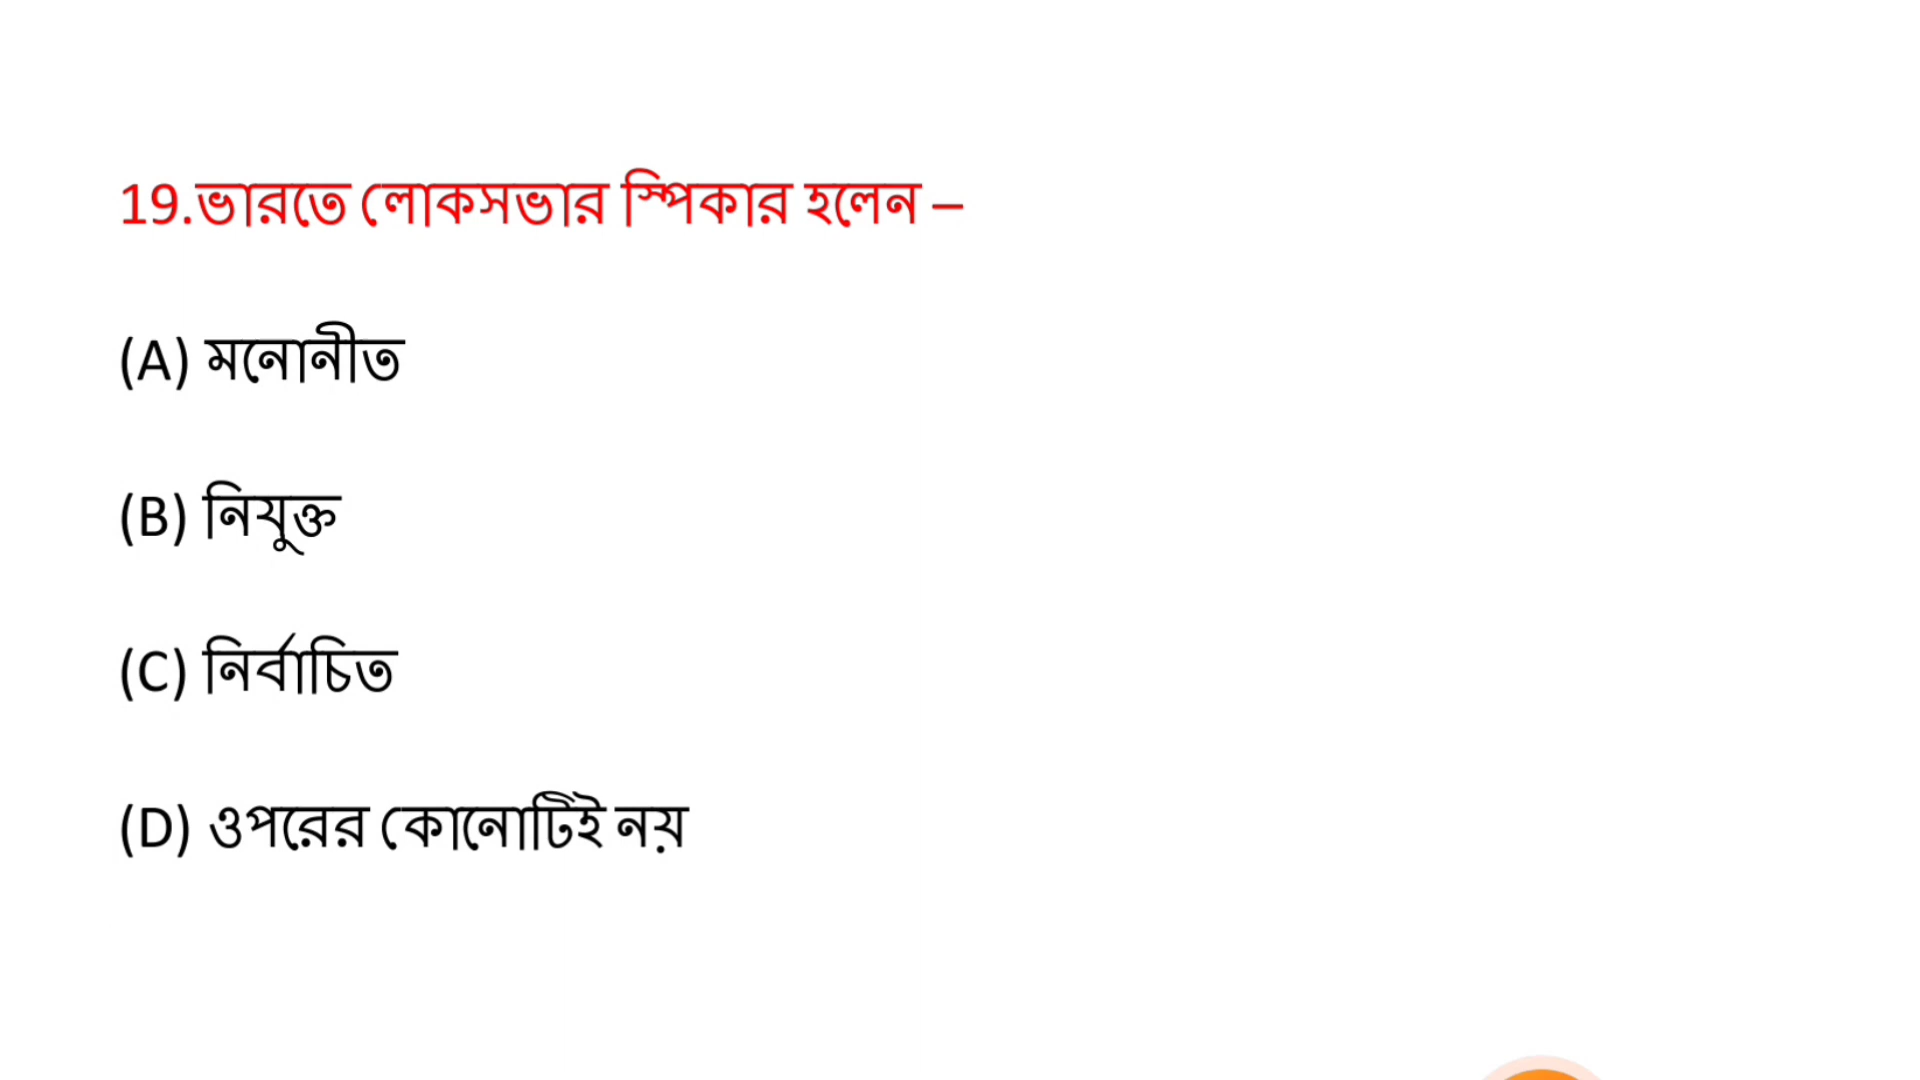 19.ভারতে লোকসভার স্পিকার হলেন –
(A) মনোনীত
(B) নিযুক্ত
(C) নির্বাচিত
(D) ওপরের কোনোটিই নয়